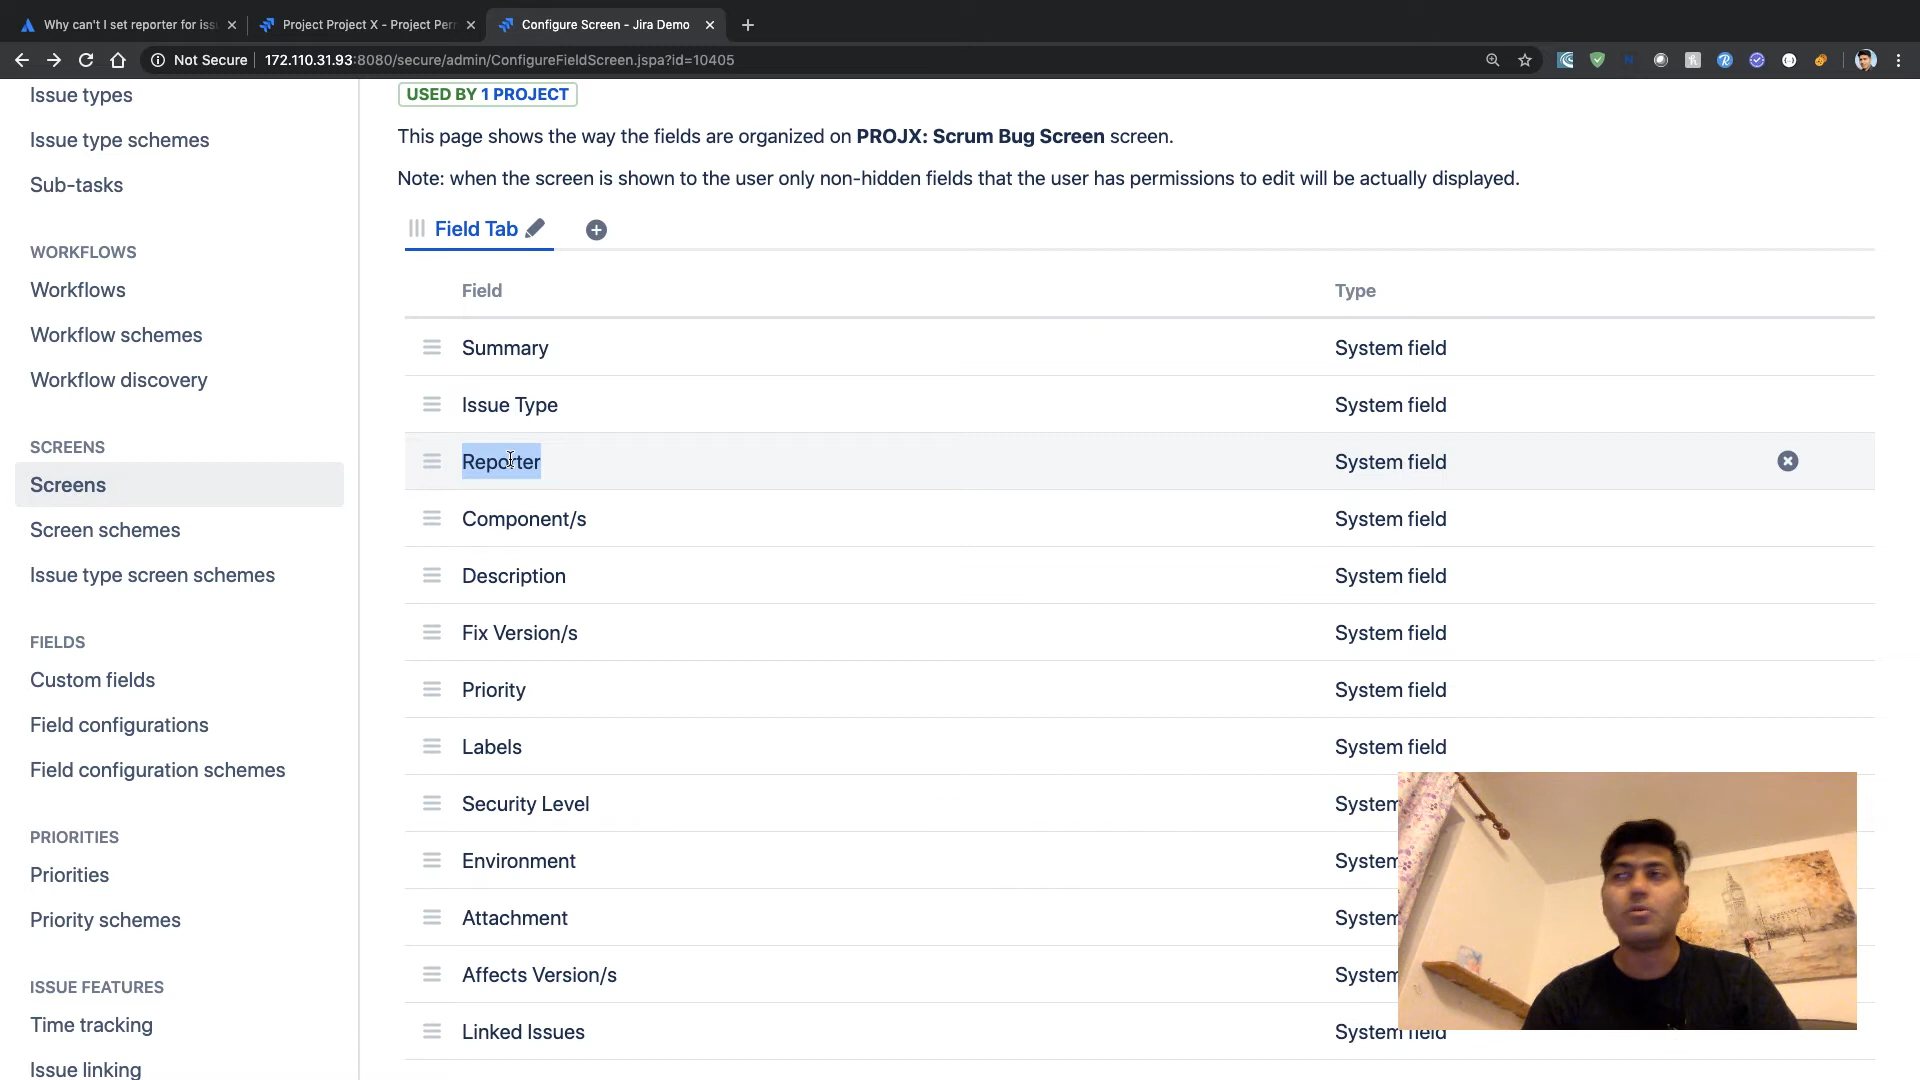 Why can't I set reporter for iss
Project Project X - Project Perm
Configure Screen - Jira Demo
Not Secure
172.110.31.93:8080/secure/admin/ConfigureFieldScreen.jspa?id=10405
Issue types
Issue type schemes
Sub-tasks
WORKFLOWS
Workflows
Workflow schemes
Workflow discovery
SCREENS
Screens
Screen schemes
Issue type screen schemes
FIELDS
Custom fields
Field configurations
Field configuration schemes
PRIORITIES
Priorities
Priority schemes
ISSUE FEATURES
Time tracking
Issue linking
USED BY 1 PROJECT
This page shows the way the fields are organized on PROJX: Scrum Bug Screen screen.
Note: when the screen is shown to the user only non-hidden fields that the user has permissions to edit will be actually displayed.
Field Tab
Field Type
Summary System field
Issue Type System field
Reporter System field
Component/s System field
Description System field
Fix Version/s System field
Priority System field
Labels System field
Security Level System
Environment System
Attachment System
Affects Version/s System
Linked Issues System field